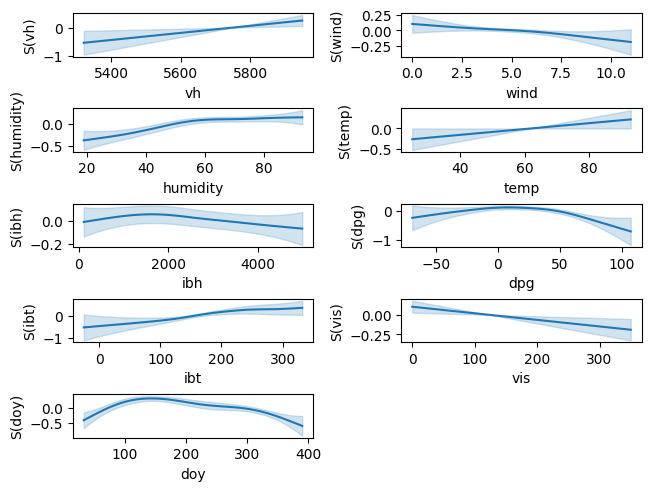 S(vh)
0
−1
5400
5600
5800
vh
S(wind)
0.25
0.00
−0.25
0.0
2.5
5.0
7.5
10.0
wind
S(humidity)
0.0
−0.5
20
40
60
80
humidity
S(temp)
0.0
−0.5
40
60
80
temp
S(ibh)
0.0
−0.2
0
2000
4000
ibh
S(dpg)
0
−1
−50
0
50
100
dpg
S(ibt)
0
−1
0
100
200
300
ibt
S(vis)
0.00
−0.25
0
100
200
300
vis
S(doy)
0.0
−0.5
100
200
300
400
doy